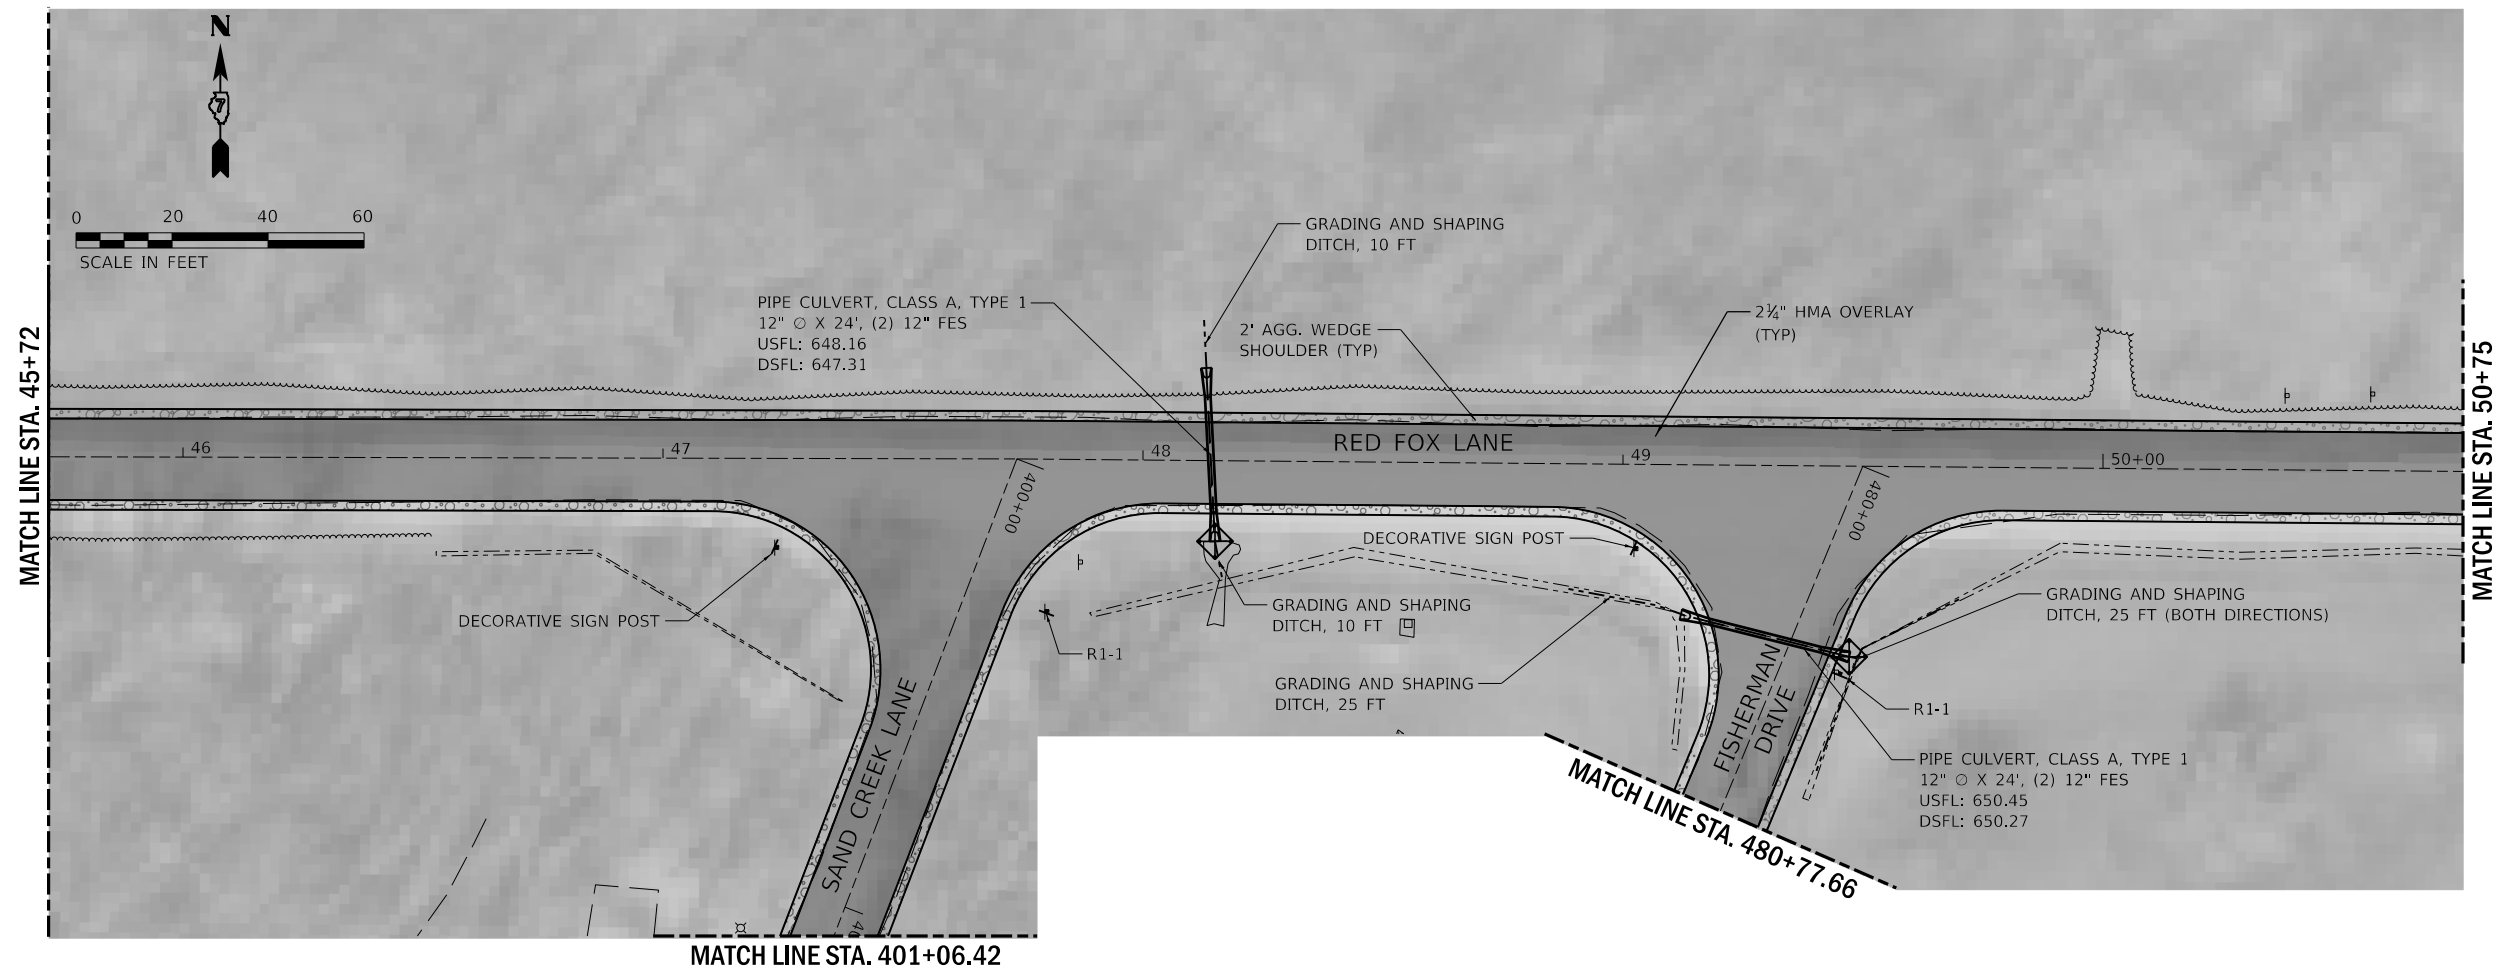 N
7
0 20 40 60
SCALE IN FEET
GRADING AND SHAPING
DITCH, 10 FT
PIPE CULVERT, CLASS A, TYPE 1
12" ∅ X 24', (2) 12" FES
USFL: 648.16
DSFL: 647.31
2' AGG. WEDGE
SHOULDER (TYP)
2¼" HMA OVERLAY
(TYP)
MATCH LINE STA. 45+72
MATCH LINE STA. 50+75
46
47
48
RED FOX LANE
49
50+00
400+00
480+00
DECORATIVE SIGN POST
DECORATIVE SIGN POST
GRADING AND SHAPING
DITCH, 10 FT
R1-1
GRADING AND SHAPING
DITCH, 25 FT (BOTH DIRECTIONS)
GRADING AND SHAPING
DITCH, 25 FT
R1-1
SAND CREEK LANE
FISHERMAN
DRIVE
PIPE CULVERT, CLASS A, TYPE 1
12" ∅ X 24', (2) 12" FES
USFL: 650.45
DSFL: 650.27
MATCH LINE STA. 480+77.66
MATCH LINE STA. 401+06.42